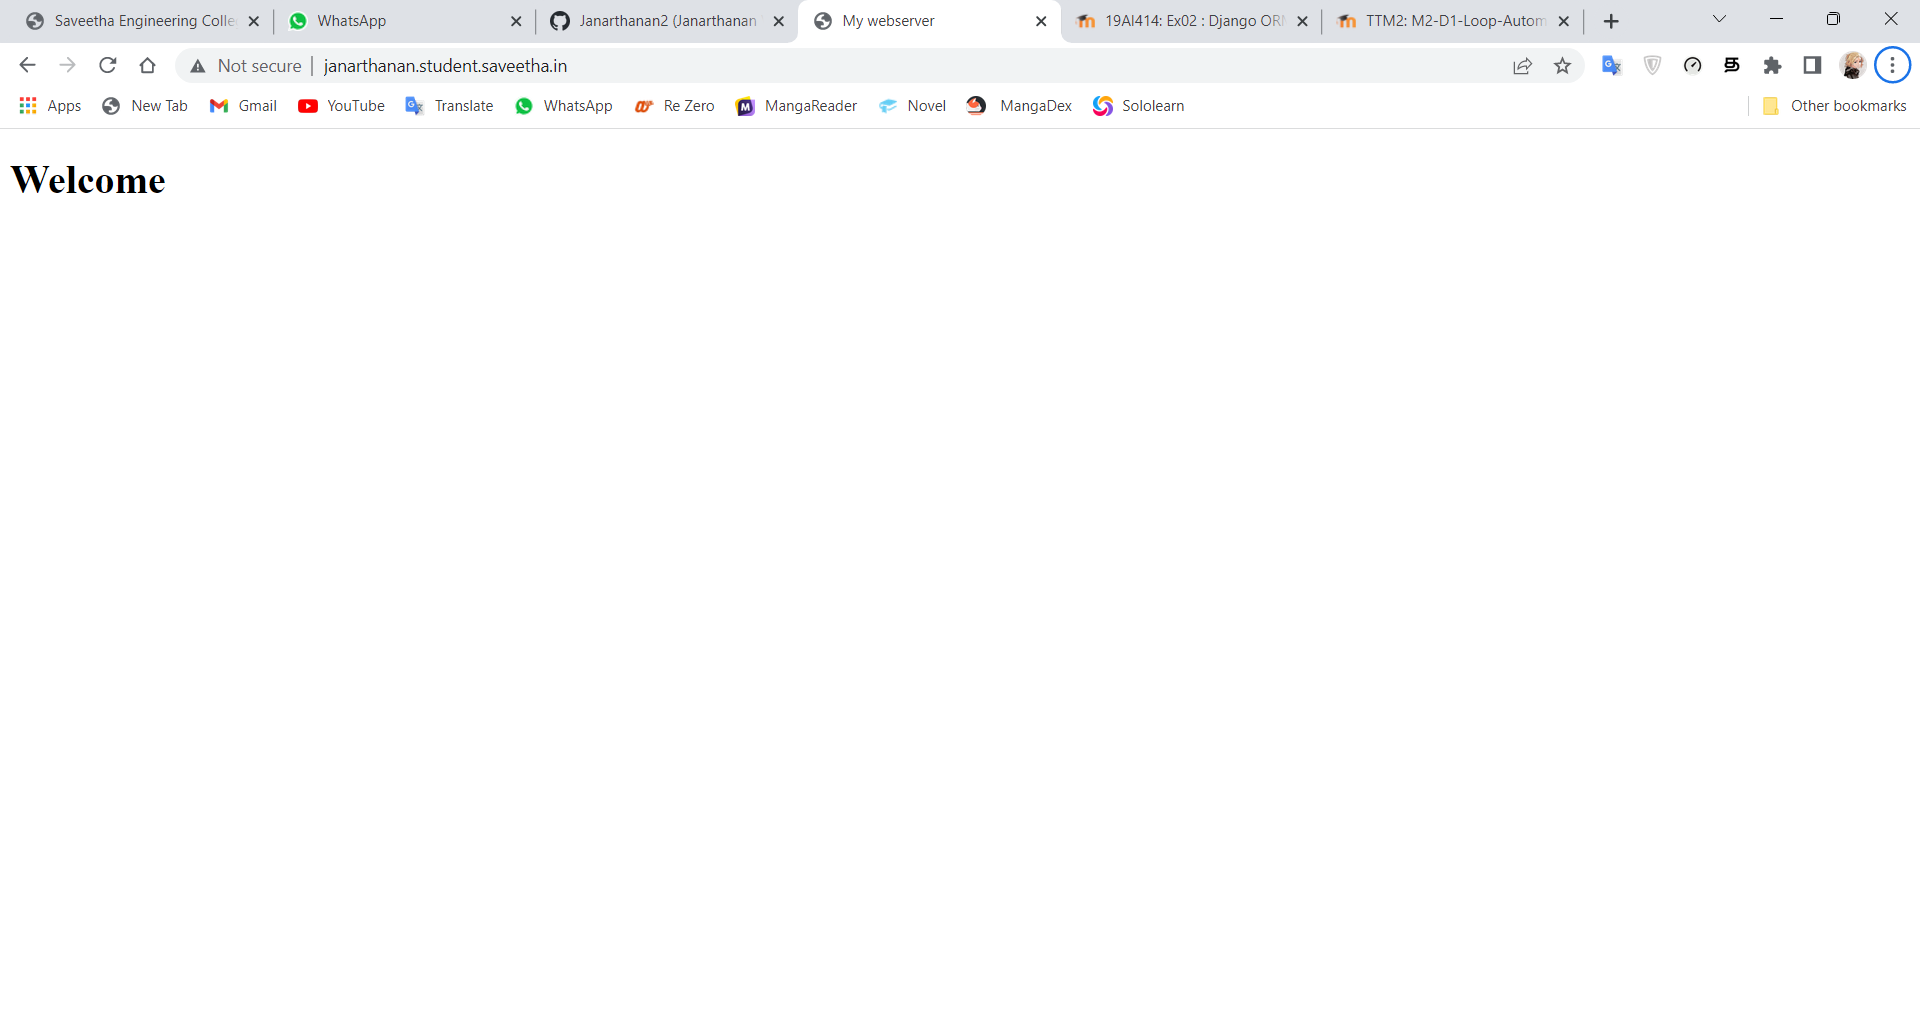 Saveetha Engineering Colle
WhatsApp
Janarthanan2 (Janarthanan
My webserver
19AI414: Ex02 : Django OR
TTM2: M2-D1-Loop-Autom
Not secure janarthanan.student.saveetha.in
Apps New Tab Gmail YouTube Translate WhatsApp Re Zero MangaReader Novel MangaDex Sololearn Other bookmarks
Welcome